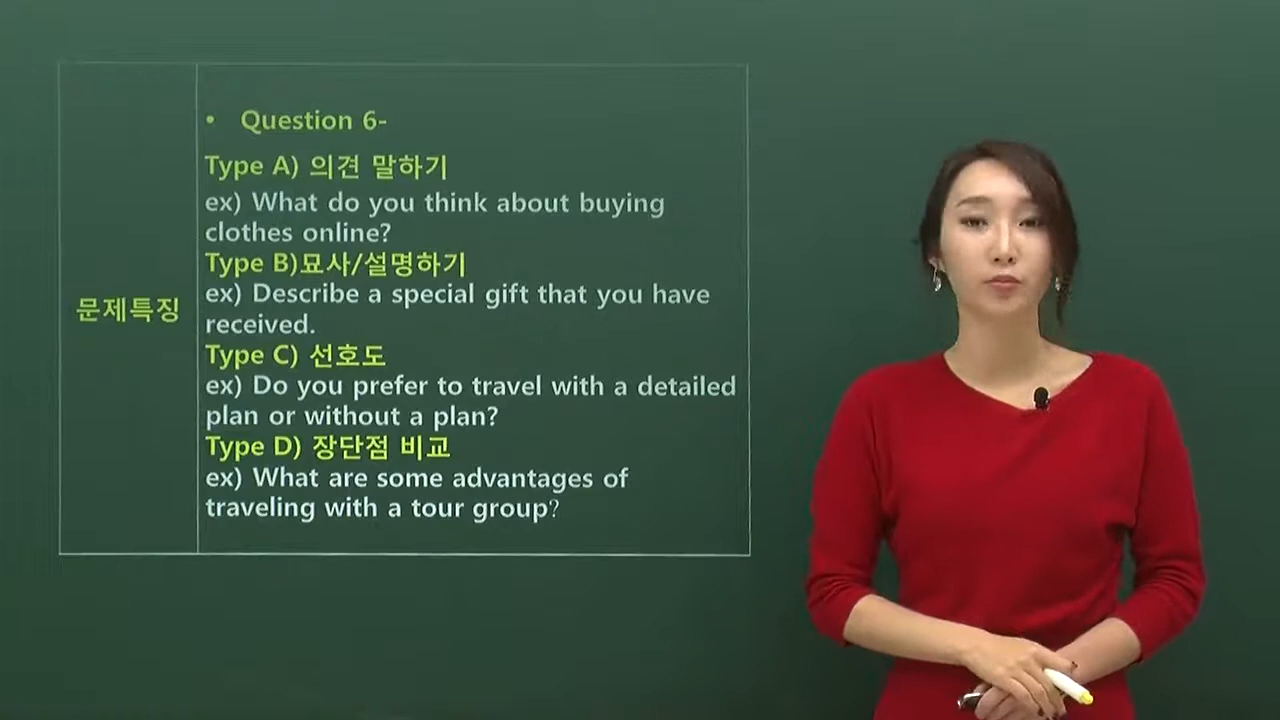 문제특징
• Question 6-
Type A) 의견 말하기
ex) What do you think about buying
clothes online?
Type B)묘사/설명하기
ex) Describe a special gift that you have
received.
Type C) 선호도
ex) Do you prefer to travel with a detailed
plan or without a plan?
Type D) 장단점 비교
ex) What are some advantages of
traveling with a tour group?